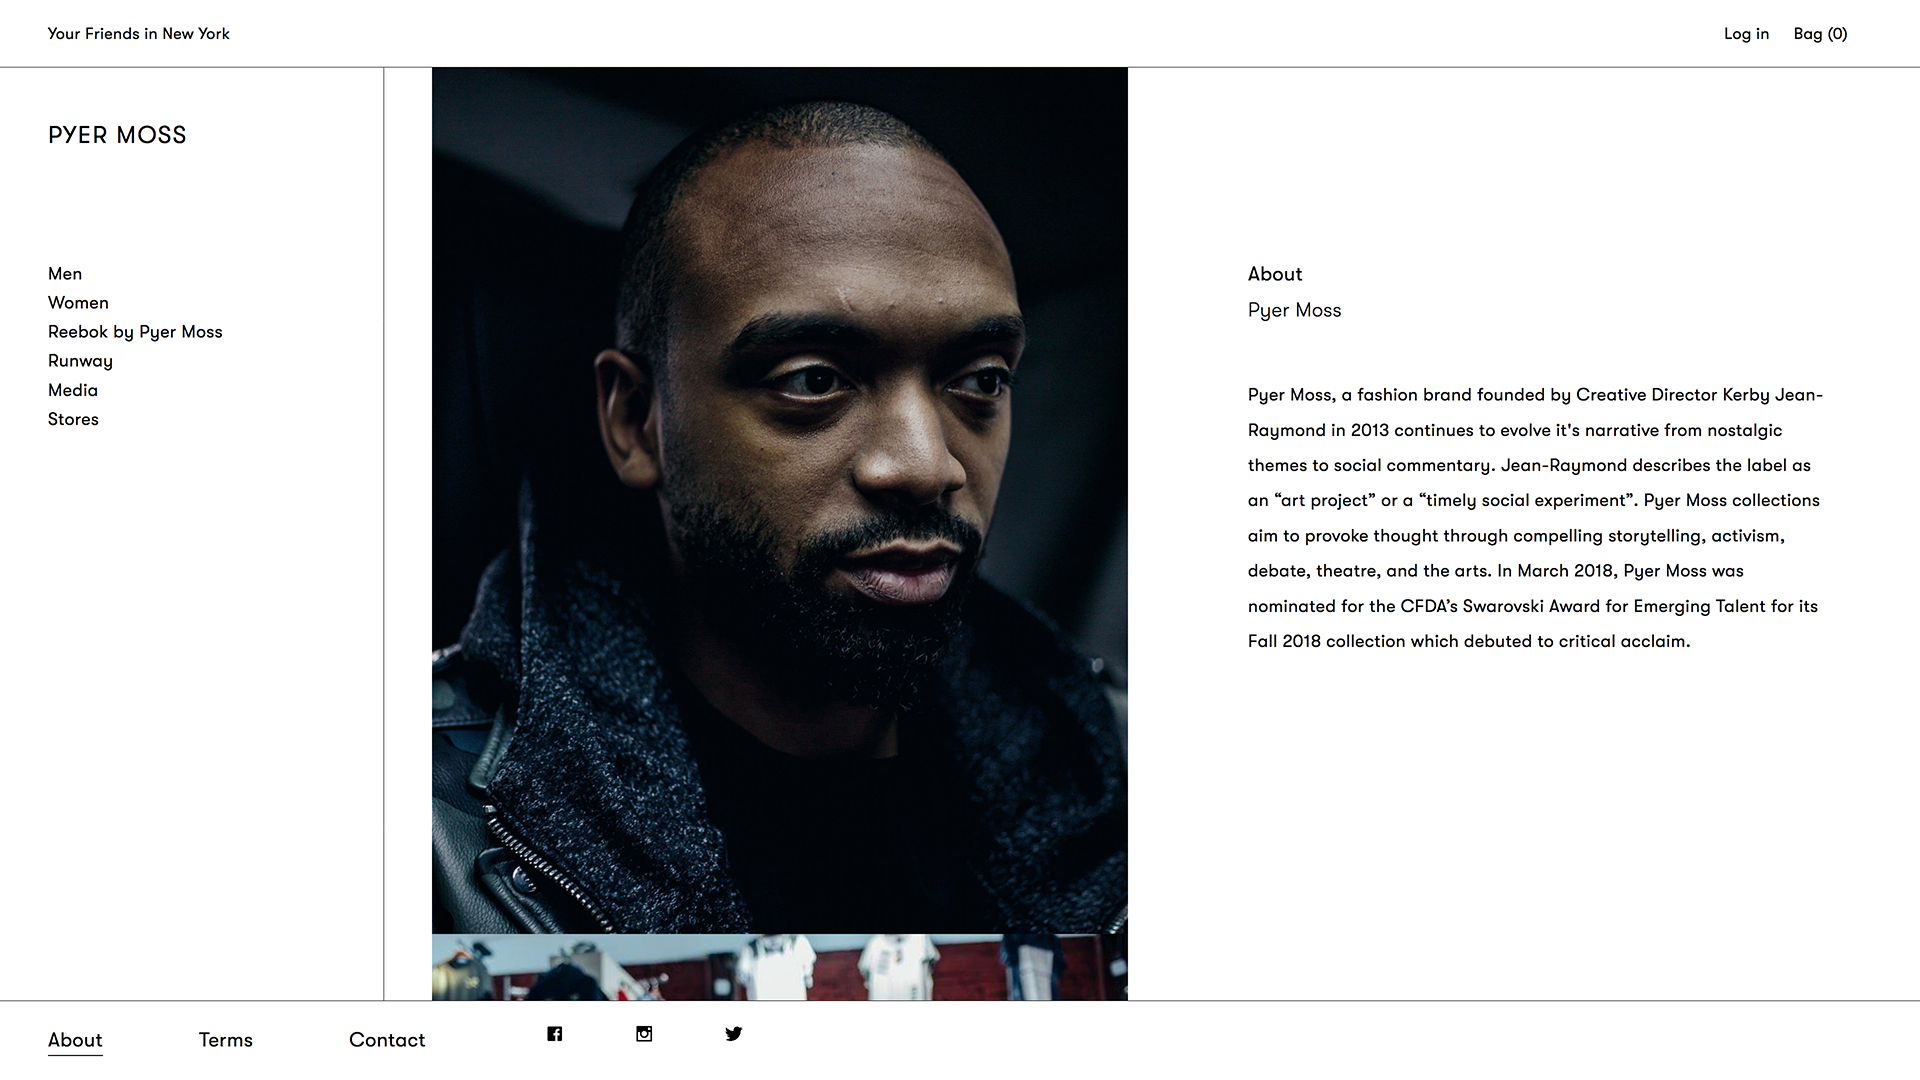 Your Friends in New York
Log in
Bag (0)
PYER MOSS
Men
Women
Reebok by Pyer Moss
Runway
Media
Stores
About
Pyer Moss
Pyer Moss, a fashion brand founded by Creative Director Kerby Jean-
Raymond in 2013 continues to evolve it's narrative from nostalgic
themes to social commentary. Jean-Raymond describes the label as
an “art project” or a “timely social experiment”. Pyer Moss collections
aim to provoke thought through compelling storytelling, activism,
debate, theatre, and the arts. In March 2018, Pyer Moss was
nominated for the CFDA’s Swarovski Award for Emerging Talent for its
Fall 2018 collection which debuted to critical acclaim.
About
Terms
Contact